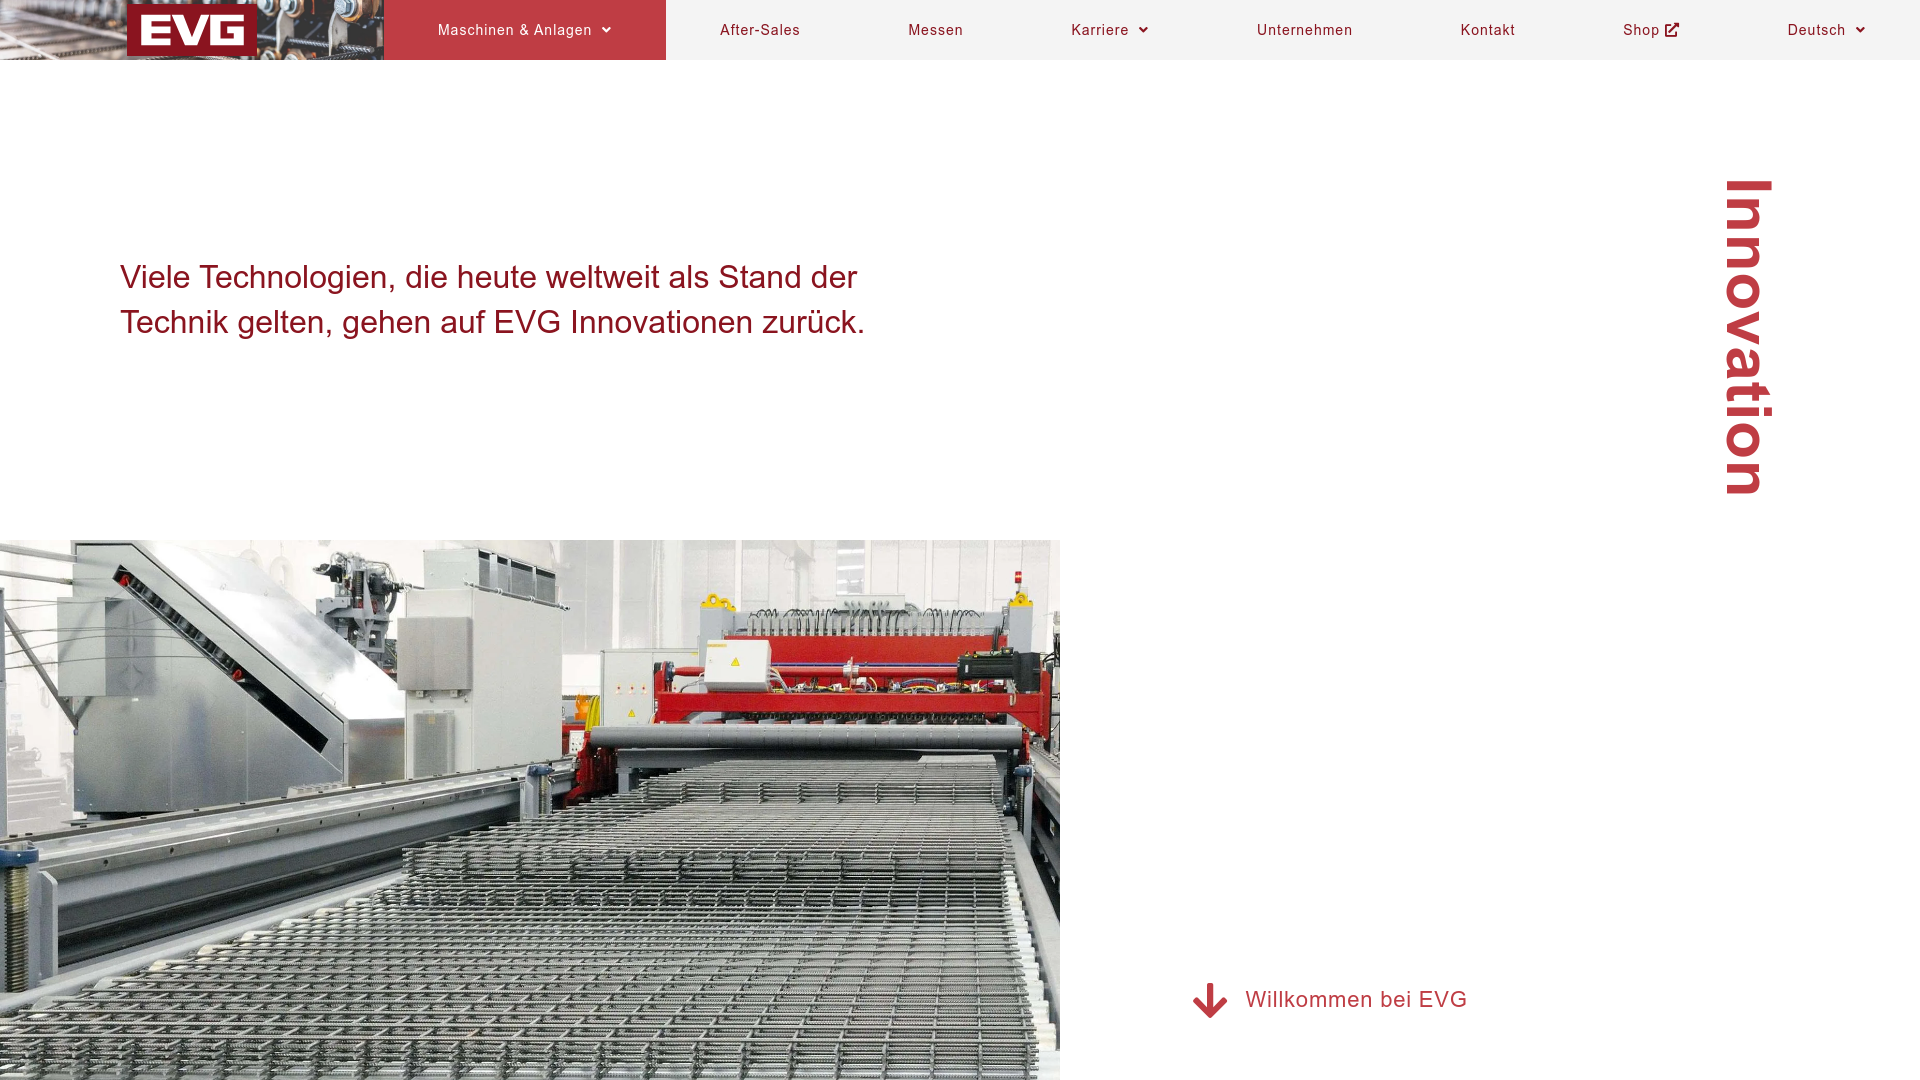 EVG
Maschinen & Anlagen
After-Sales
Messen
Karriere
Unternehmen
Kontakt
Shop
Deutsch
Innovation
Viele Technologien, die heute weltweit als Stand der
Technik gelten, gehen auf EVG Innovationen zurück.
Willkommen bei EVG